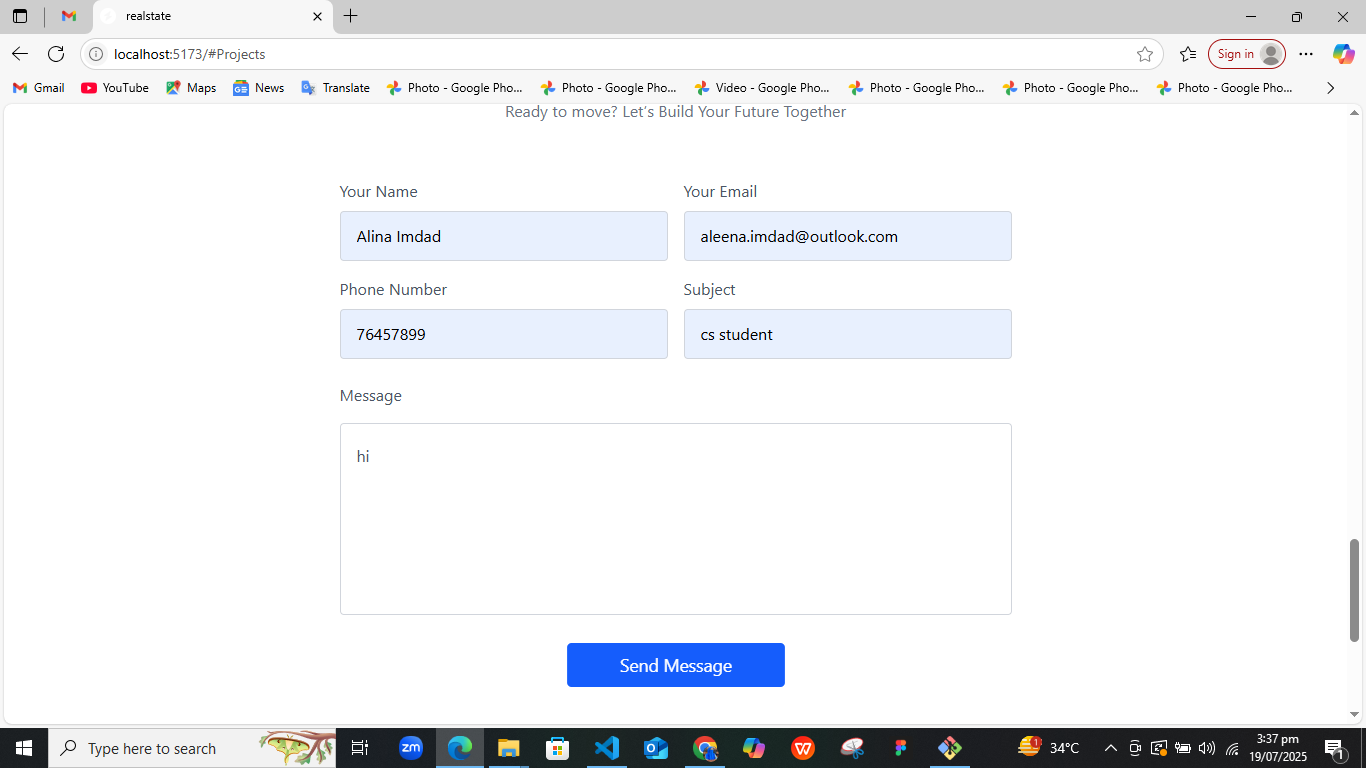 realstate
localhost:5173/#Projects
Sign in
Gmail YouTube Maps News Translate Photo - Google Pho... Photo - Google Pho... Video - Google Pho... Photo - Google Pho... Photo - Google Pho... Photo - Google Pho...
Ready to move? Let's Build Your Future Together
Your Name Your Email
Alina Imdad aleena.imdad@outlook.com
Phone Number Subject
76457899 cs student
Message
hi
Send Message
Type here to search zm W 1 34°C 3:37 pm
19/07/2025 1